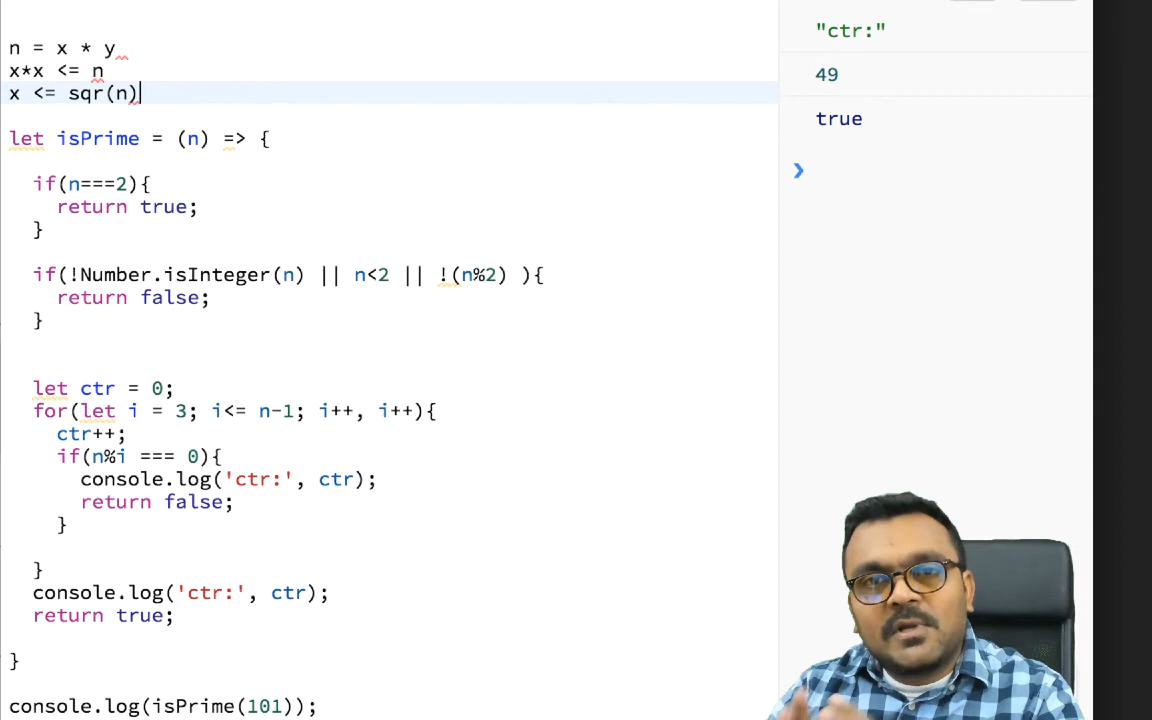 n = x * y
x*x <= n
x <= sqr(n)
let isPrime = (n) => {
if(n===2){
return true;
}
if(!Number.isInteger(n) || n<2 || !(n%2) ){
return false;
}
let ctr = 0;
for(let i = 3; i<= n-1; i++, i++){
ctr++;
if(n%i === 0){
console.log('ctr:', ctr);
return false;
}
}
console.log('ctr:', ctr);
return true;
}
console.log(isPrime(101));
"ctr:"
49
true
❯